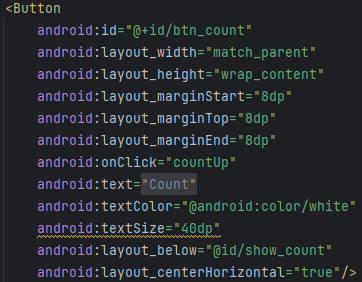 <Button
android:id="@+id/btn_count"
android:layout_width="match_parent"
android:layout_height="wrap_content"
android:layout_marginStart="8dp"
android:layout_marginTop="8dp"
android:layout_marginEnd="8dp"
android:onClick="countUp"
android:text="Count"
android:textColor="@android:color/white"
android:textSize="40dp"
android:layout_below="@id/show_count"
android:layout_centerHorizontal="true"/>